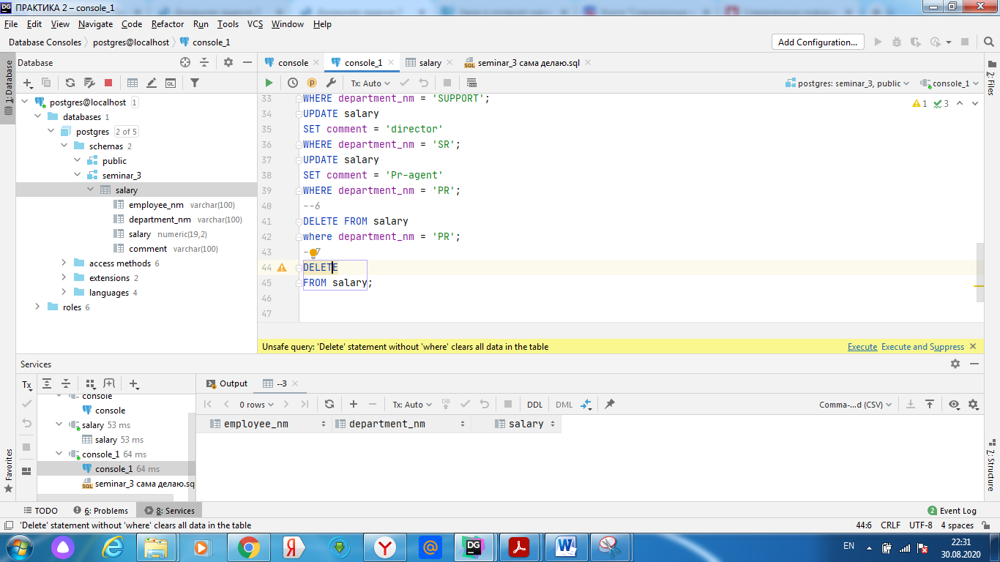 ПРАКТИКА 2 – console_1
File Edit View Navigate Code Refactor Run Tools VCS Window Help
Database Consoles postgres@localhost console_1 Add Configuration...
1: Database
Database
console console_1 salary seminar_3 сама делаю.sql
2: Files
QL
Tx: Auto
postgres: seminar_3, public console_1
postgres@localhost 1
databases 1
postgres 2 of 5
schemas 2
public
seminar_3
salary
employee_nm varchar(100)
department_nm varchar(100)
salary numeric(19,2)
comment varchar(100)
access methods 6
extensions 2
languages 4
roles 6
1 3
33 WHERE department_nm = 'SUPPORT';
34 UPDATE salary
35 SET comment = 'director'
36 WHERE department_nm = 'SR';
37 UPDATE salary
38 SET comment = 'Pr-agent'
39 WHERE department_nm = 'PR';
40 --6
41 DELETE FROM salary
42 where department_nm = 'PR';
43 -7
44 DELETE
45 FROM salary;
46
47
Unsafe query: 'Delete' statement without 'where' clears all data in the table Execute Execute and Suppress
Services
Tx
console
console
salary 53 ms
salary 53 ms
console_1 64 ms
console_1 64 ms
seminar_3 сама делаю.sq
Output --3
0 rows Tx: Auto DB DDL DML Comma-...d (CSV)
employee_nm department_nm salary
Favorites
7: Structure
TODO 6: Problems 8: Services 2 Event Log
'Delete' statement without 'where' clears all data in the table 44:6 CRLF UTF-8 4 spaces
EN 22:31
30.08.2020